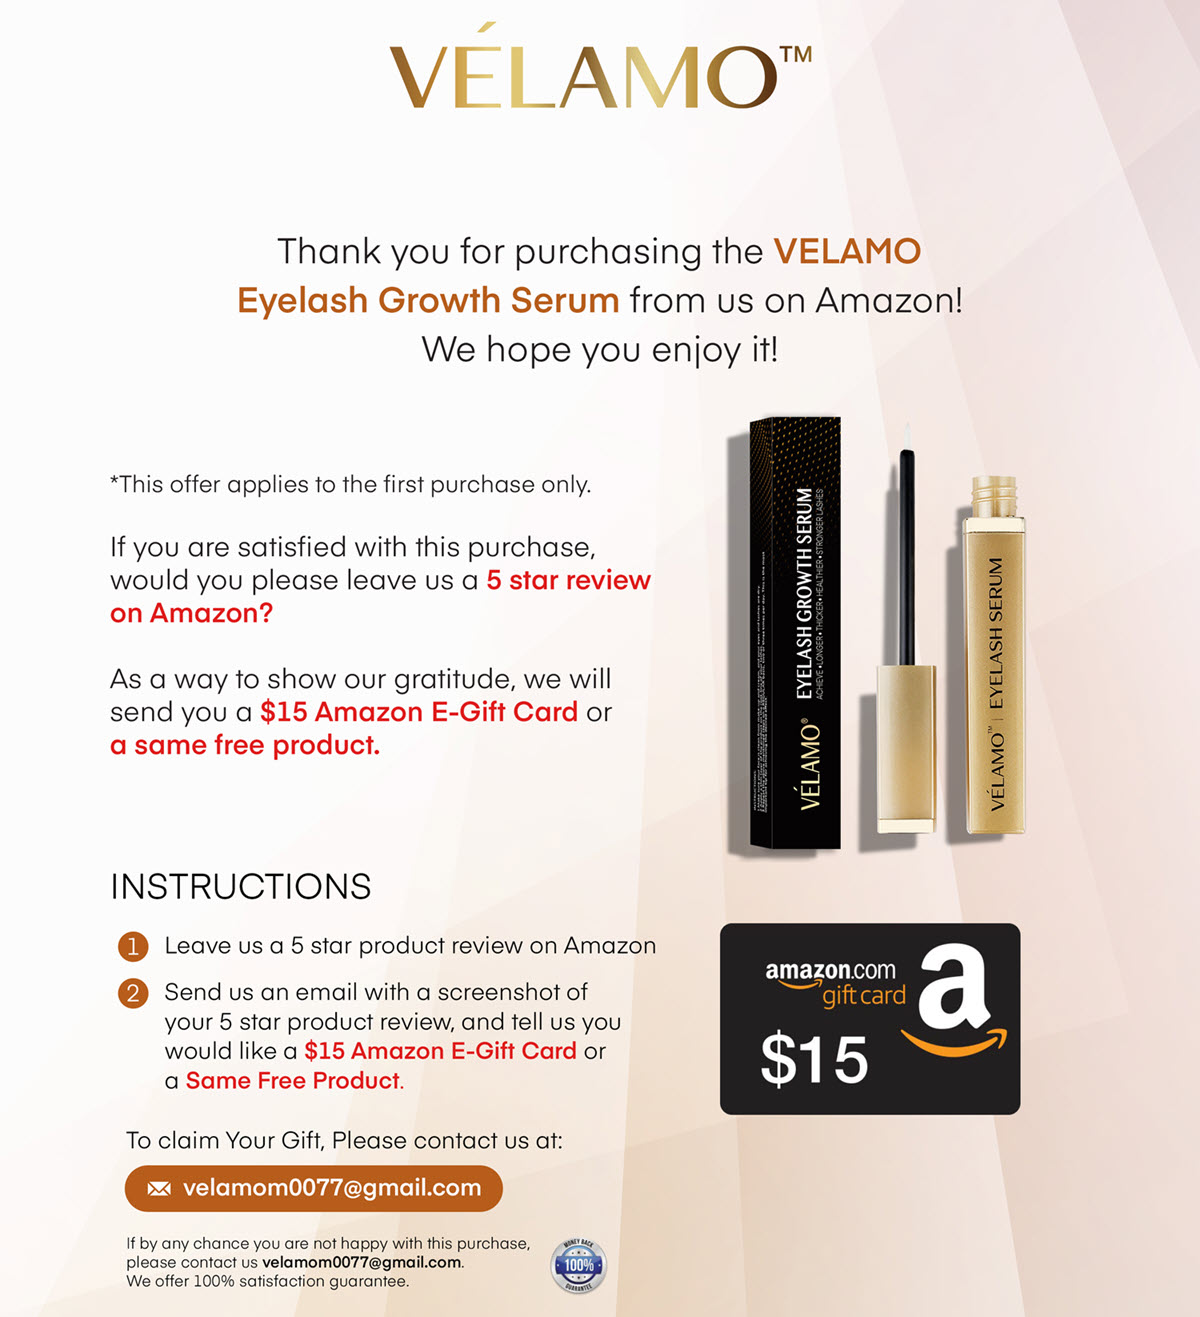 VÉLAMO™
Thank you for purchasing the VELAMO
Eyelash Growth Serum from us on Amazon!
We hope you enjoy it!
*This offer applies to the first purchase only.
If you are satisfied with this purchase,
would you please leave us a 5 star review
on Amazon?
As a way to show our gratitude, we will
send you a $15 Amazon E-Gift Card or
a same free product.
VÉLAMO® EYELASH GROWTH SERUM
ACHIEVE • LONGER • THICKER • HEALTHIER • STRONGER LASHES
VÉLAMO™ | EYELASH SERUM
INSTRUCTIONS
1 Leave us a 5 star product review on Amazon
2 Send us an email with a screenshot of
your 5 star product review, and tell us you
would like a $15 Amazon E-Gift Card or
a Same Free Product.
amazon.com
gift card
a
$15
To claim Your Gift, Please contact us at:
velamom0077@gmail.com
If by any chance you are not happy with this purchase,
please contact us velamom0077@gmail.com.
We offer 100% satisfaction guarantee.
MONEY BACK
100%
GUARANTEE